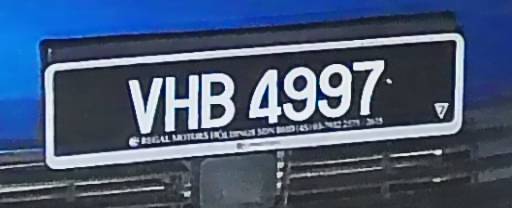 VHB 4997
REGAL MOTORS HOLDINGS SDN BHD